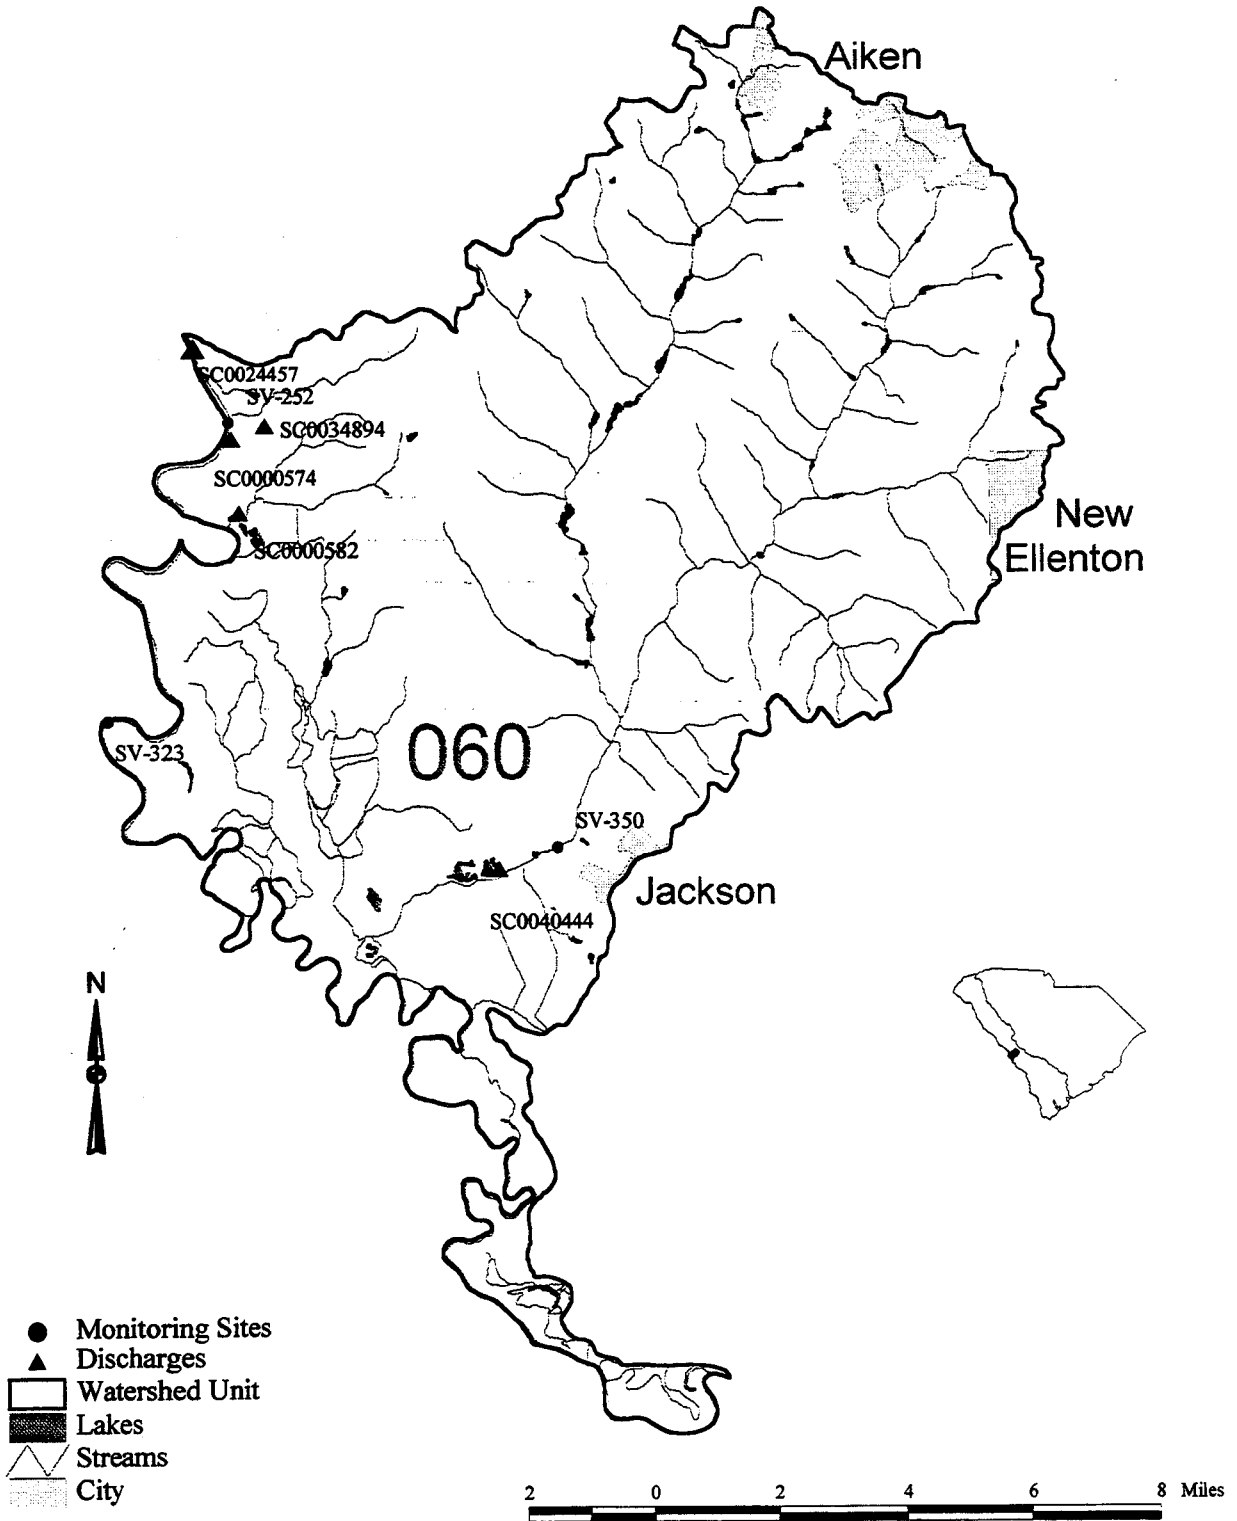 Aiken
SC0024457
SV-252
SC0034894
SC0000574
New
Ellenton
SC0000582
060
SV-323
SV-350
Jackson
SC0040444
N
Monitoring Sites
Discharges
Watershed Unit
Lakes
Streams
City
2 0 2 4 6 8 Miles